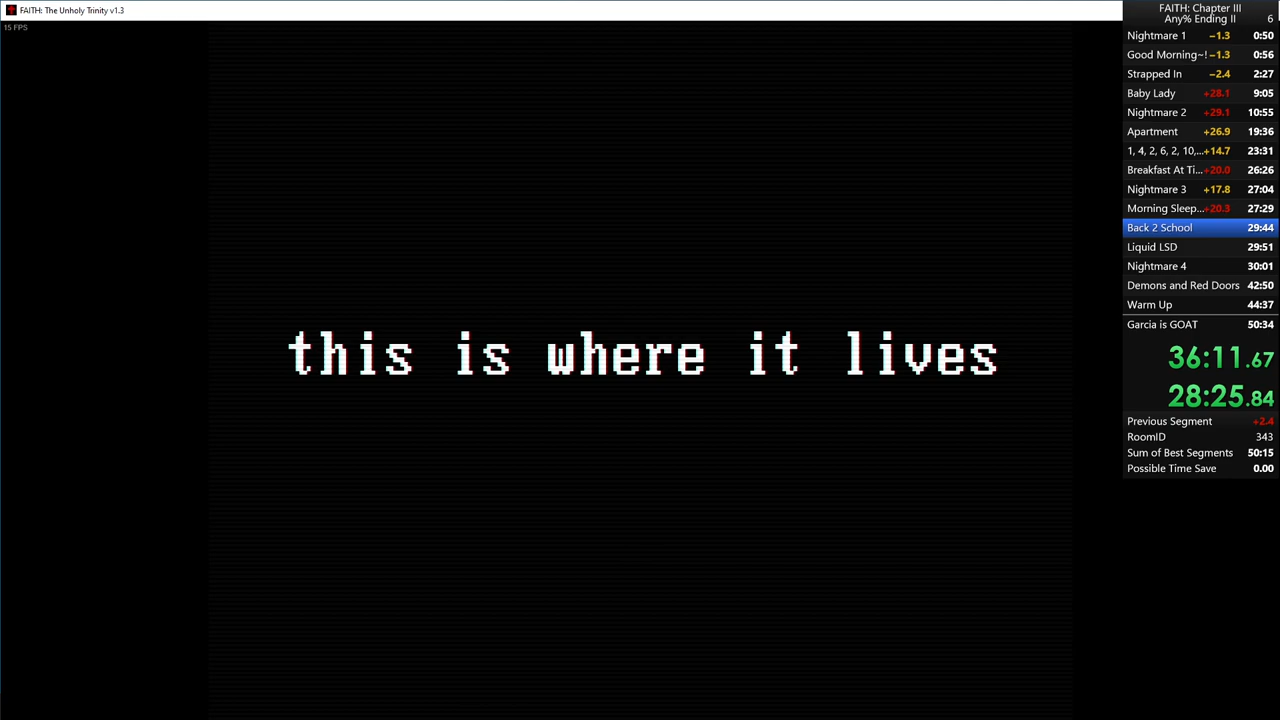 FAITH: The Unholy Trinity v1.3
15 FPS
this is where it lives
FAITH: Chapter III
Any% Ending II 6
Nightmare 1 −1.3 0:50
Good Morning~! −1.3 0:56
Strapped In −2.4 2:27
Baby Lady +28.1 9:05
Nightmare 2 +29.1 10:55
Apartment +26.9 19:36
1, 4, 2, 6, 2, 10,... +14.7 23:31
Breakfast At Ti... +20.0 26:26
Nightmare 3 +17.8 27:04
Morning Sleep... +20.3 27:29
Back 2 School 29:44
Liquid LSD 29:51
Nightmare 4 30:01
Demons and Red Doors 42:50
Warm Up 44:37
Garcia is GOAT 50:34
36:11.67
28:25.84
Previous Segment +2.4
RoomID 343
Sum of Best Segments 50:15
Possible Time Save 0.00